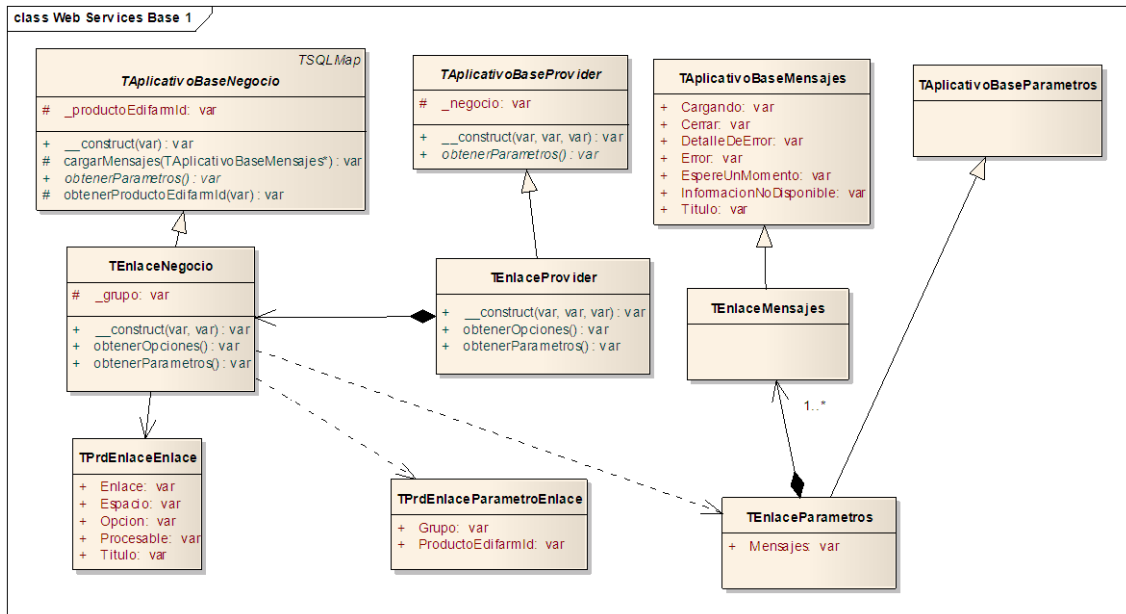 class Web Services Base 1
TSQLMap
TAplicativoBaseNegocio
# _productoEdifarmId: var
+ __construct(var) : var
# cargarMensajes(TAplicativoBaseMensajes*) : var
+ obtenerParametros() : var
# obtenerProductoEdifarmId(var) : var
TAplicativoBaseProvider
# _negocio: var
+ __construct(var, var, var) : var
+ obtenerParametros() : var
TAplicativoBaseMensajes
+ Cargando: var
+ Cerrar: var
+ DetalleDeError: var
+ Error: var
+ EspereUnMomento: var
+ InformacionNoDisponible: var
+ Titulo: var
TAplicativoBaseParametros
TEnlaceNegocio
# _grupo: var
+ __construct(var, var) : var
+ obtenerOpciones() : var
+ obtenerParametros() : var
TEnlaceProvider
+ __construct(var, var, var) : var
+ obtenerOpciones() : var
+ obtenerParametros() : var
TEnlaceMensajes
1..*
TPrdEnlaceEnlace
+ Enlace: var
+ Espacio: var
+ Opcion: var
+ Procesable: var
+ Titulo: var
TPrdEnlaceParametroEnlace
+ Grupo: var
+ ProductoEdifarmId: var
TEnlaceParametros
+ Mensajes: var